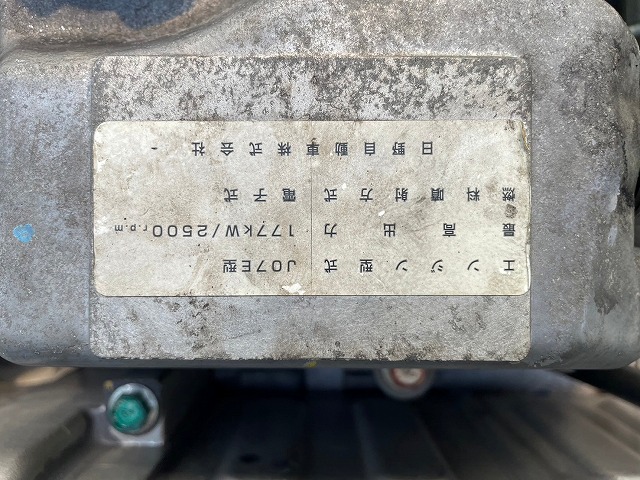 エンジン型式 J07E型
最高出力 177kW/2500r.p.m
燃料噴射方式 電子式
日野自動車株式会社